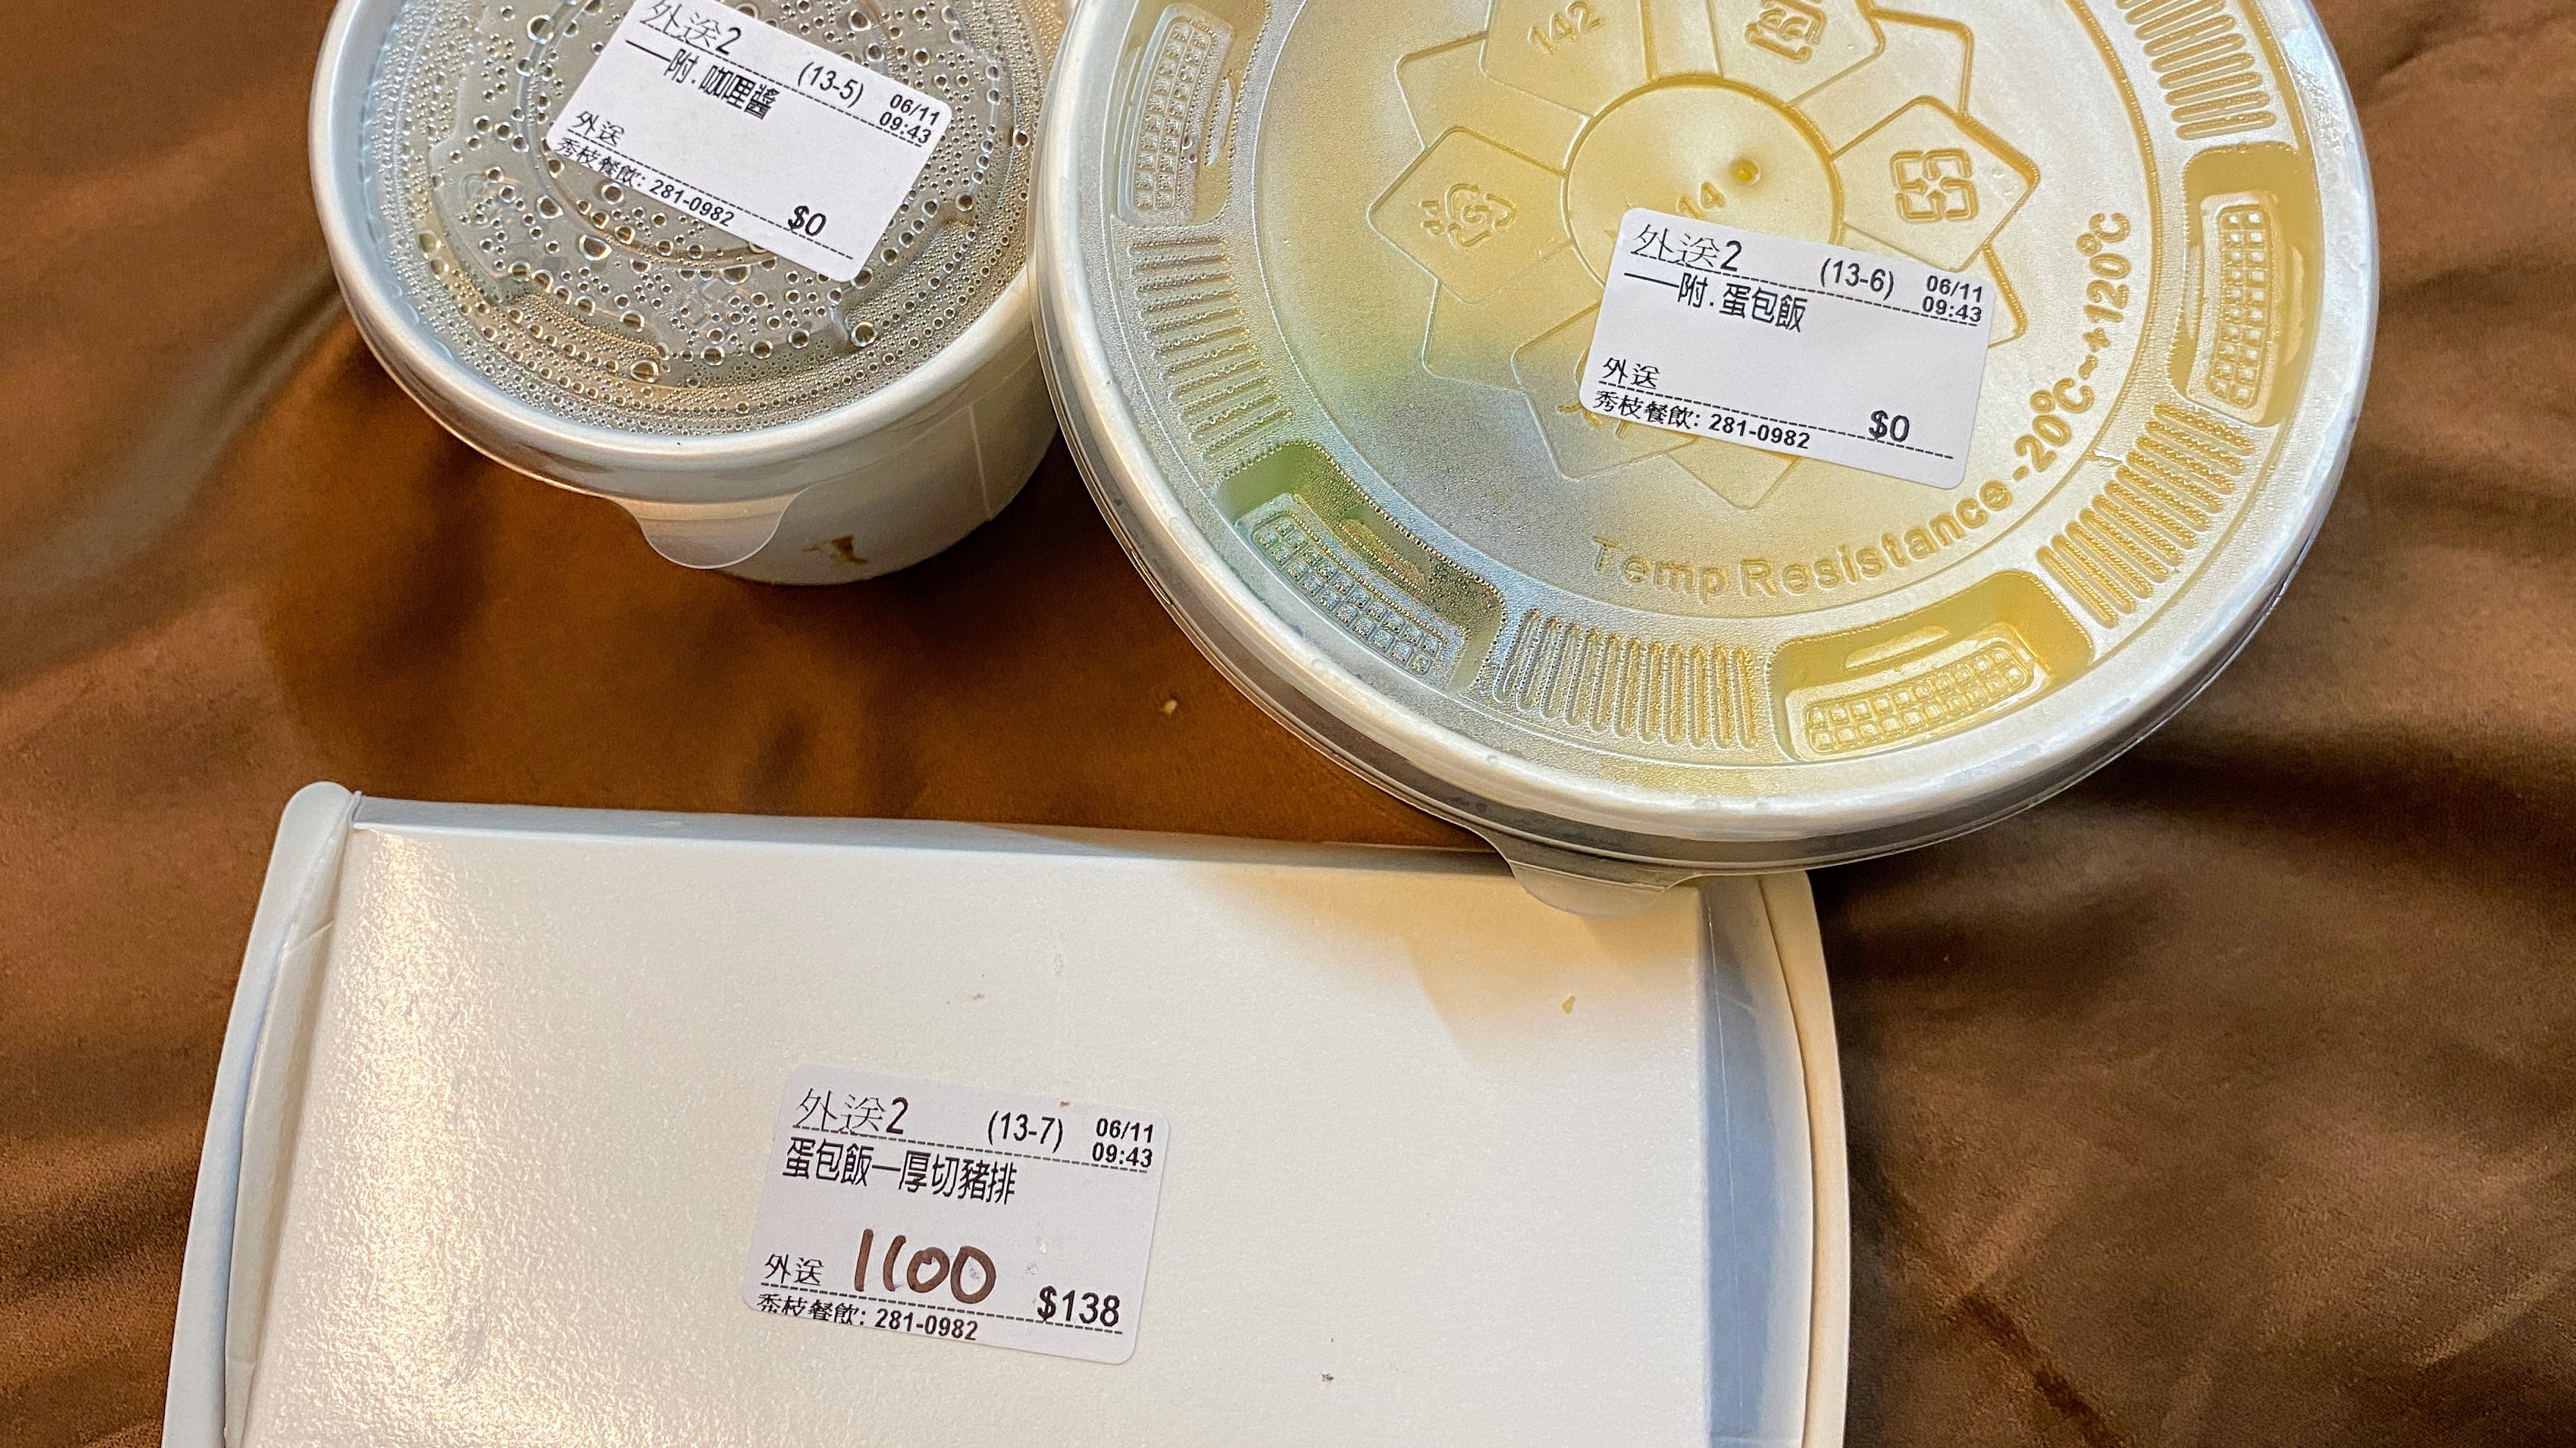 外送2 (13-5) 06/11
09:43
一附.咖哩醬
外送
秀枝餐飲: 281-0982 $0
142
14
外送2 (13-6) 06/11
09:43
一附.蛋包飯
外送
秀枝餐飲: 281-0982 $0
Temp Resistance -20℃~+120℃
外送2 (13-7) 06/11
09:43
蛋包飯一厚切豬排
1100
外送 $138
秀枝餐飲: 281-0982